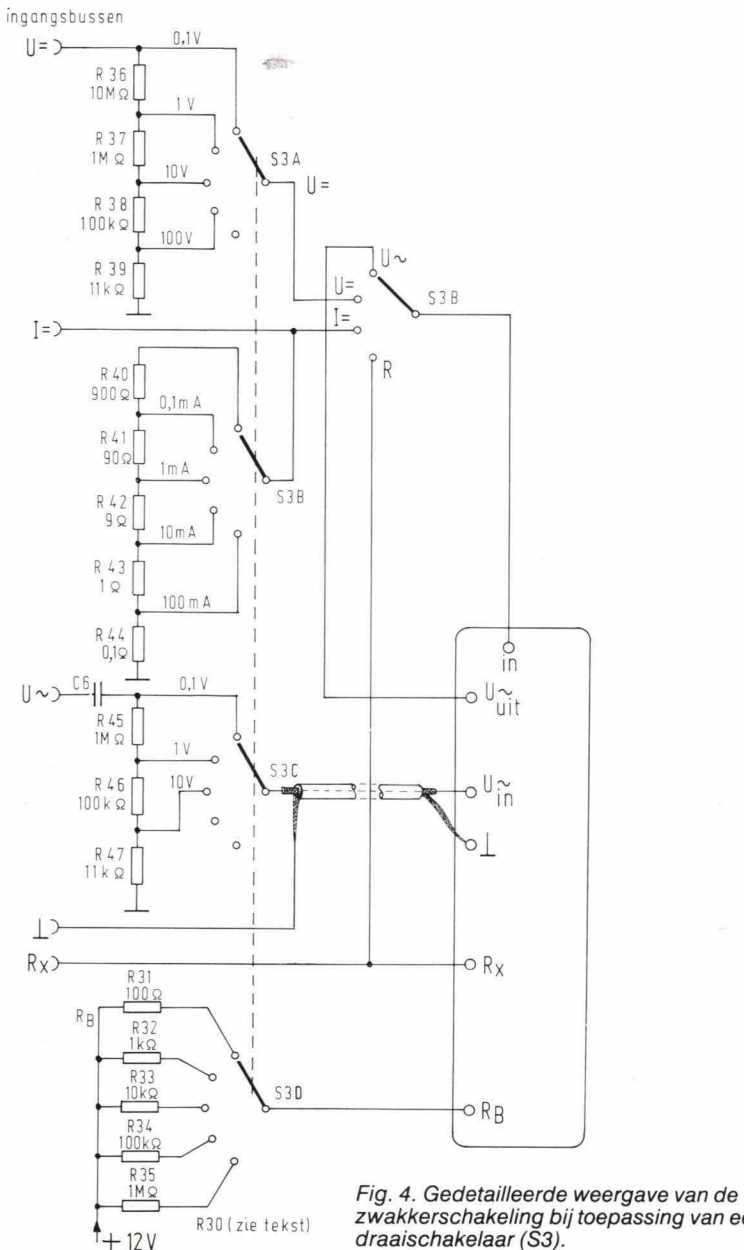 ingangsbussen
U=
0,1V
R 36
10MΩ
1 V
R 37
1M Ω
S3A
10V
U=
R 38
100kΩ
100V
R 39
11kΩ
U~
U=
S3B
I=
I=
R
R 40
900Ω
0,1mA
R 41
90Ω
1mA
S3B
R 42
9Ω
10mA
R 43
1Ω
100mA
R 44
0,1Ω
in
U~
C6
0,1V
U~
uit
R 45
1MΩ
1V
S3C
U~
in
R 46
100kΩ
10V
R 47
11kΩ
⊥
⊥
Rx
Rx
R31
100Ω
RB
R32
1kΩ
R33
10kΩ
S3D
RB
R34
100kΩ
R35
1MΩ
R30 (zie tekst)
+12V
Fig. 4. Gedetailleerde weergave van de
zwakkerschakeling bij toepassing van
draaischakelaar (S3).